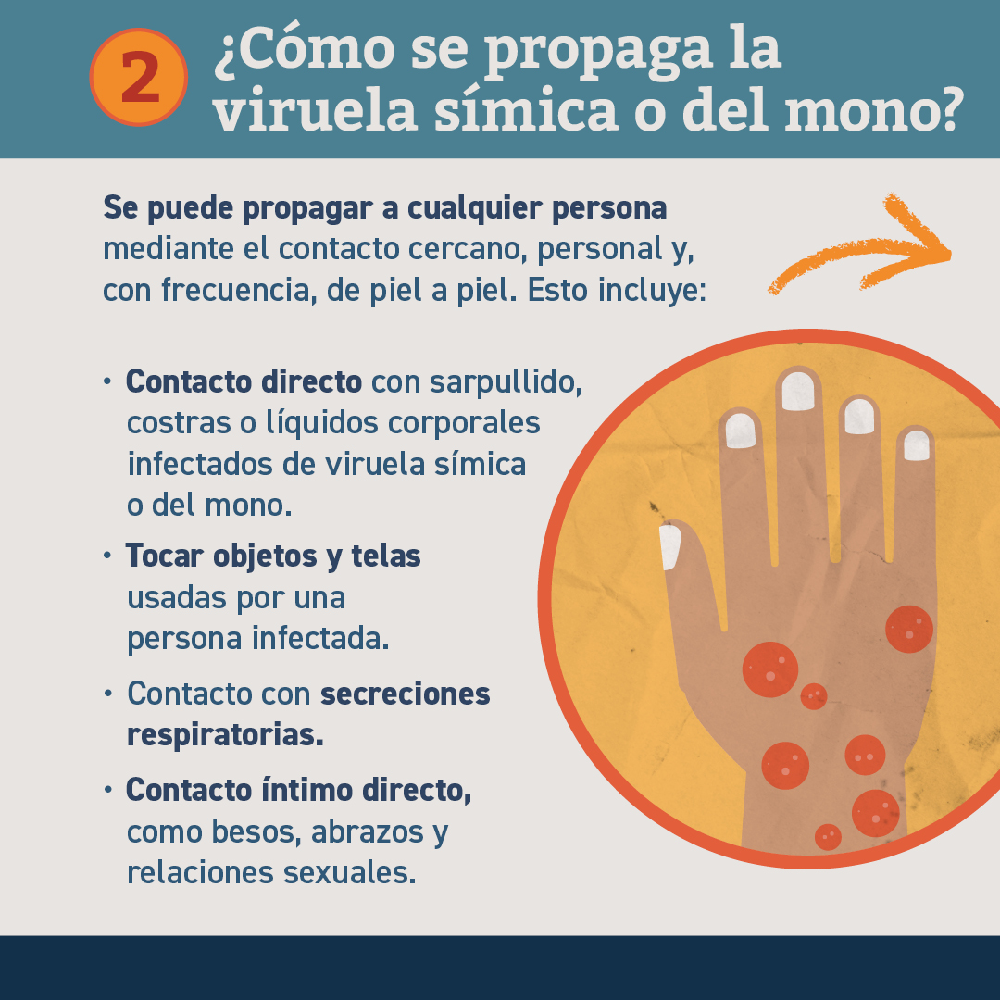 2
¿Cómo se propaga la
viruela símica o del mono?
Se puede propagar a cualquier persona
mediante el contacto cercano, personal y,
con frecuencia, de piel a piel. Esto incluye:
• Contacto directo con sarpullido,
costras o líquidos corporales
infectados de viruela símica
o del mono.
• Tocar objetos y telas
usadas por una
persona infectada.
• Contacto con secreciones
respiratorias.
• Contacto íntimo directo,
como besos, abrazos y
relaciones sexuales.